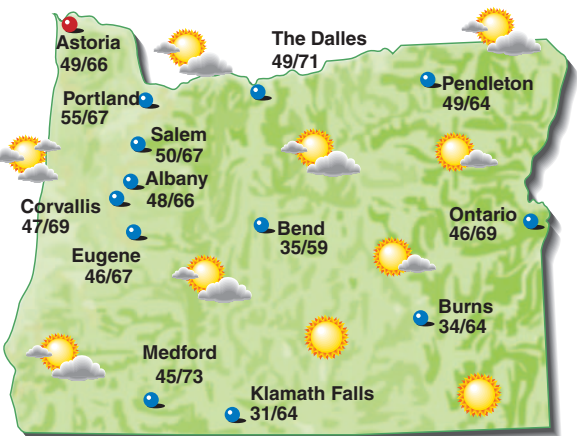 Astoria
49/66
The Dalles
49/71
Portland
55/67
Pendleton
49/64
Salem
50/67
Albany
48/66
Corvallis
47/69
Eugene
46/67
Bend
35/59
Ontario
46/69
Burns
34/64
Medford
45/73
Klamath Falls
31/64